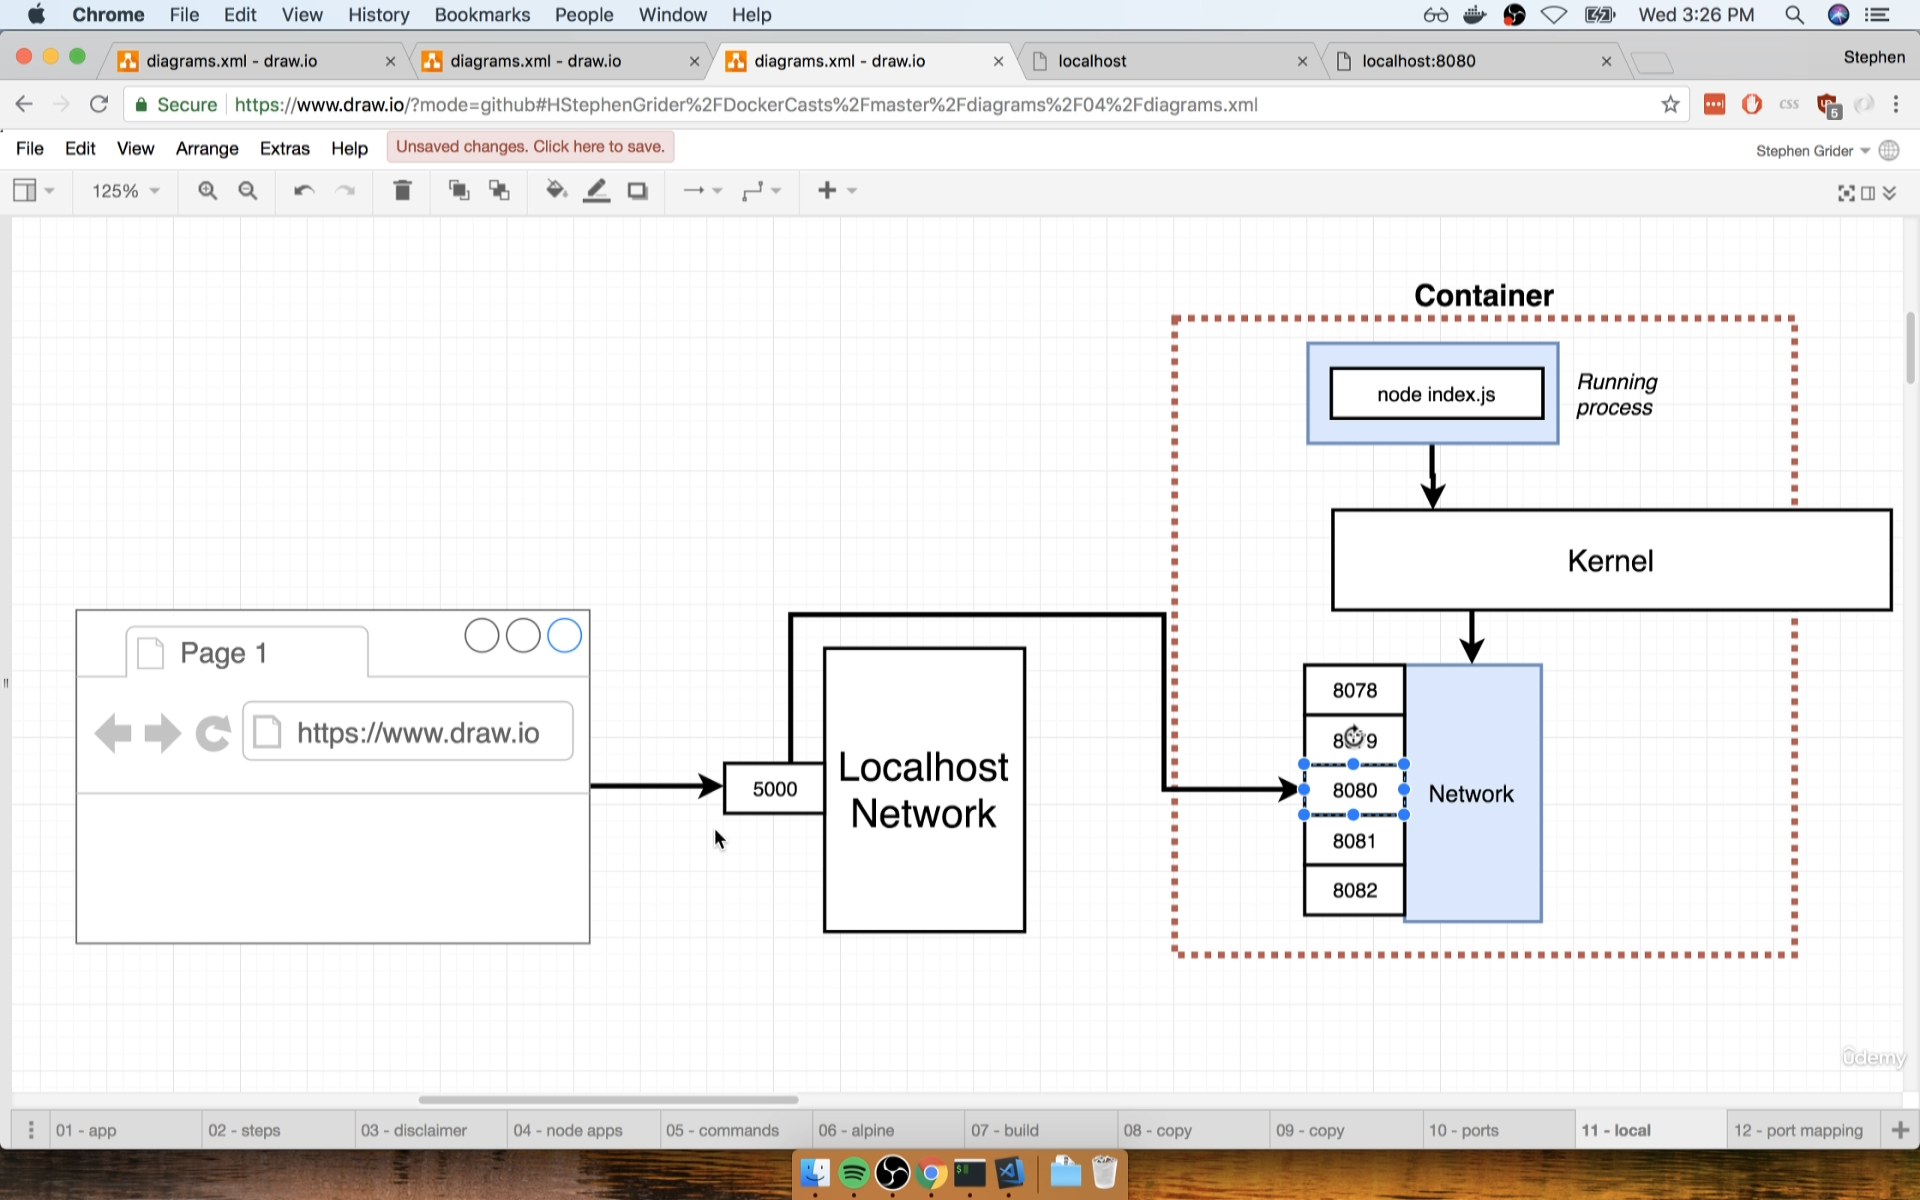 Chrome File Edit View History Bookmarks People Window Help Wed 3:26 PM
diagrams.xml - draw.io diagrams.xml - draw.io diagrams.xml - draw.io localhost localhost:8080 Stephen
Secure https://www.draw.io/?mode=github#HStephenGrider%2FDockerCasts%2Fmaster%2Fdiagrams%2F04%2Fdiagrams.xml css 5
File Edit View Arrange Extras Help Unsaved changes. Click here to save. Stephen Grider
125%
Container
node index.js
Running
process
Kernel
Page 1
https://www.draw.io
5000
Localhost
Network
8078
8080
8081
8082
Network
ûdemy
01 - app 02 - steps 03 - disclaimer 04 - node apps 05 - commands 06 - alpine 07 - build 08 - copy 09 - copy 10 - ports 11 - local 12 - port mapping